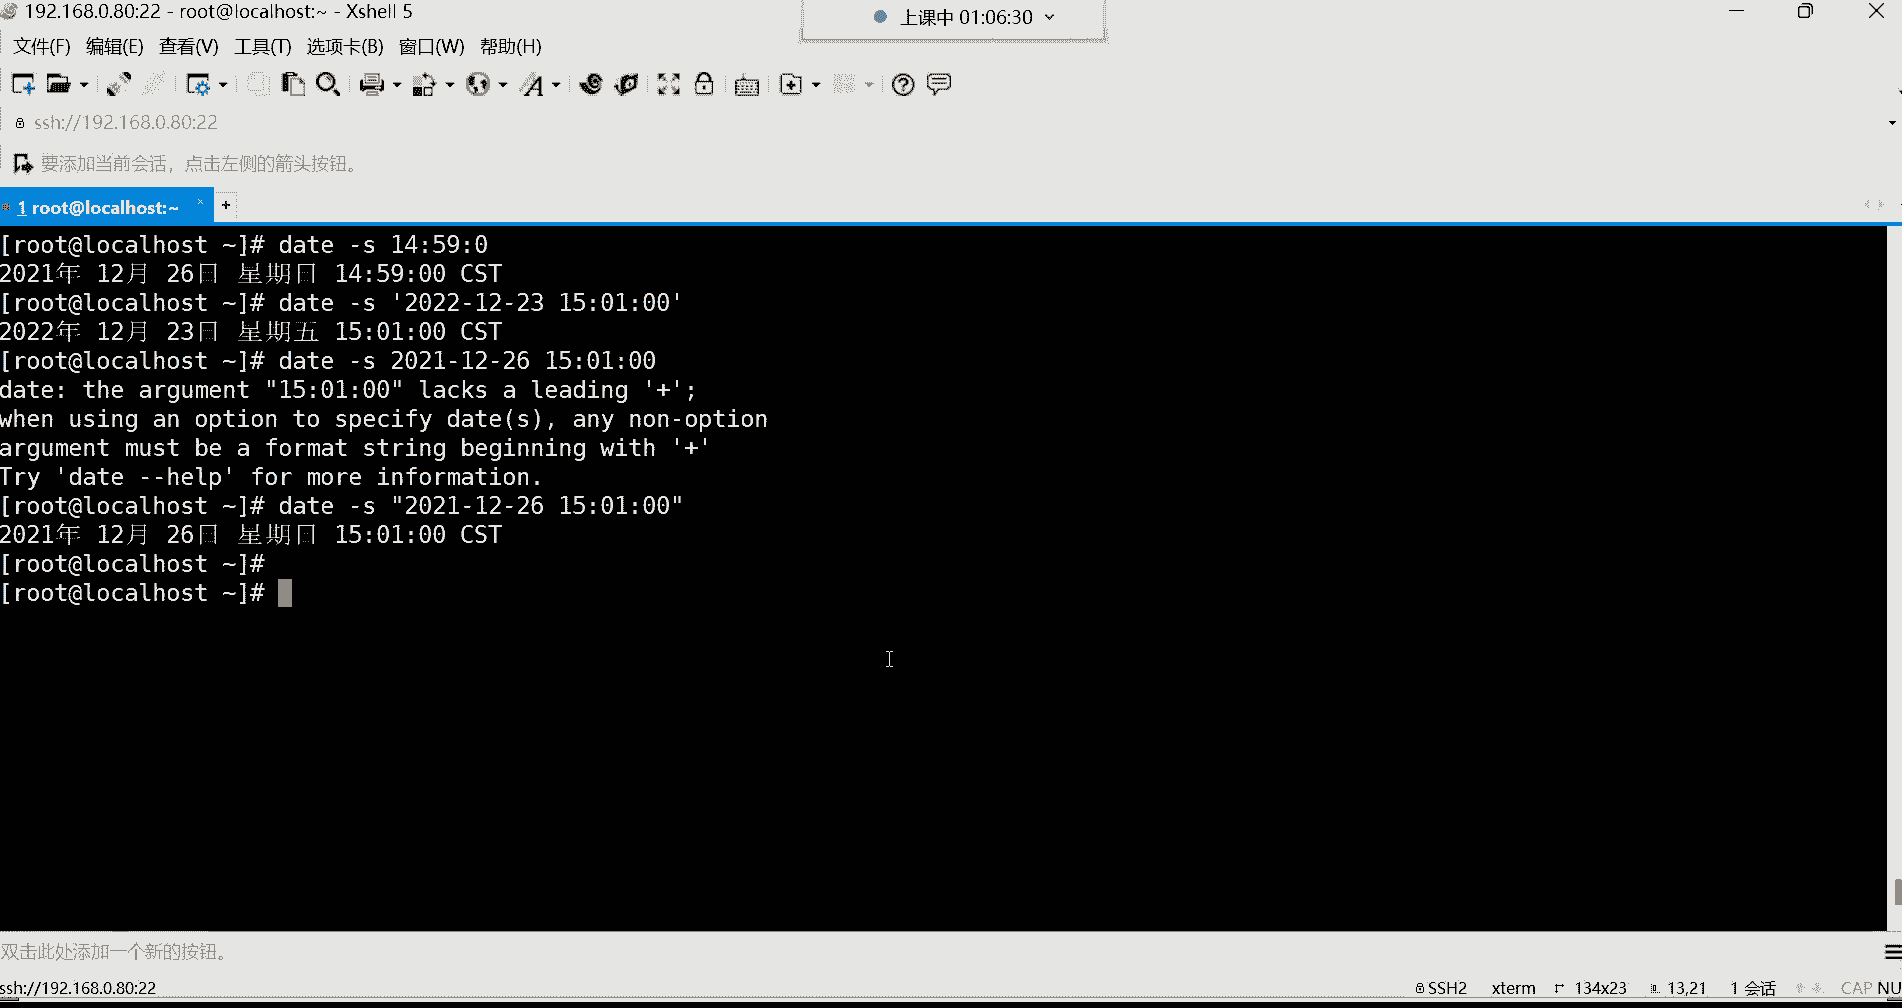 192.168.0.80:22 - root@localhost:~ - Xshell 5
上课中 01:06:30
文件(F) 编辑(E) 查看(V) 工具(T) 选项卡(B) 窗口(W) 帮助(H)
ssh://192.168.0.80:22
要添加当前会话，点击左侧的箭头按钮。
1 root@localhost:~ × +
[root@localhost ~]# date -s 14:59:0
2021年 12月 26日 星期日 14:59:00 CST
[root@localhost ~]# date -s '2022-12-23 15:01:00'
2022年 12月 23日 星期五 15:01:00 CST
[root@localhost ~]# date -s 2021-12-26 15:01:00
date: the argument "15:01:00" lacks a leading '+';
when using an option to specify date(s), any non-option
argument must be a format string beginning with '+'
Try 'date --help' for more information.
[root@localhost ~]# date -s "2021-12-26 15:01:00"
2021年 12月 26日 星期日 15:01:00 CST
[root@localhost ~]#
[root@localhost ~]#
双击此处添加一个新的按钮。
ssh://192.168.0.80:22 SSH2 xterm 134x23 13,21 1 会话 CAP NU